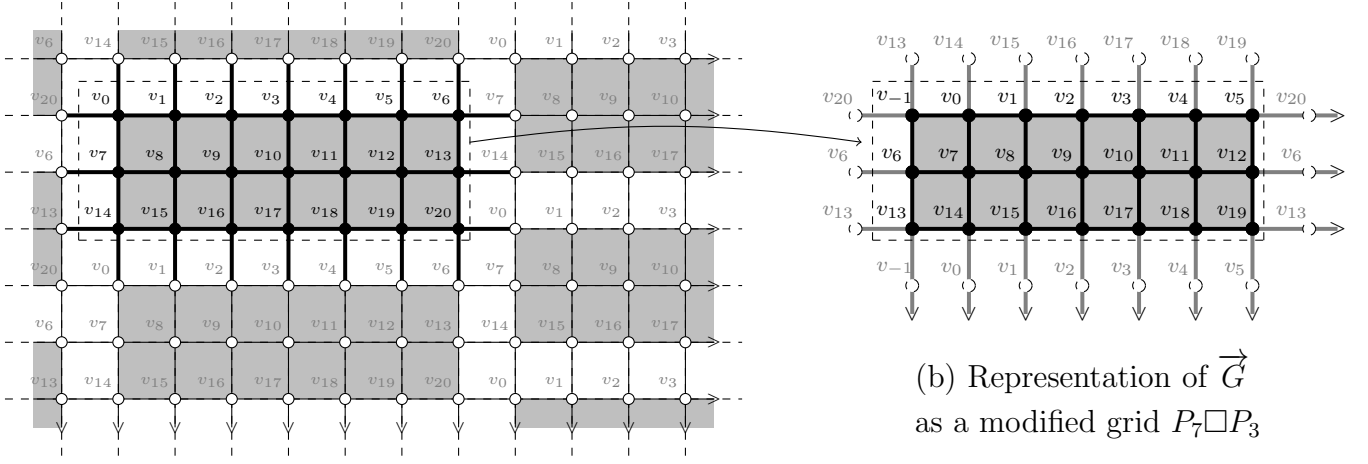 v₆ v₁₄ v₁₅ v₁₆ v₁₇ v₁₈ v₁₉ v₂₀ v₀ v₁ v₂ v₃
v₂₀ v₀ v₁ v₂ v₃ v₄ v₅ v₆ v₇ v₈ v₉ v₁₀
v₆ v₇ v₈ v₉ v₁₀ v₁₁ v₁₂ v₁₃ v₁₄ v₁₅ v₁₆ v₁₇
v₁₃ v₁₄ v₁₅ v₁₆ v₁₇ v₁₈ v₁₉ v₂₀ v₀ v₁ v₂ v₃
v₂₀ v₀ v₁ v₂ v₃ v₄ v₅ v₆ v₇ v₈ v₉ v₁₀
v₆ v₇ v₈ v₉ v₁₀ v₁₁ v₁₂ v₁₃ v₁₄ v₁₅ v₁₆ v₁₇
v₁₃ v₁₄ v₁₅ v₁₆ v₁₇ v₁₈ v₁₉ v₂₀ v₀ v₁ v₂ v₃
v₁₃ v₁₄ v₁₅ v₁₆ v₁₇ v₁₈ v₁₉
v₂₀ v₋₁ v₀ v₁ v₂ v₃ v₄ v₅ v₂₀
v₆ v₆ v₇ v₈ v₉ v₁₀ v₁₁ v₁₂ v₆
v₁₃ v₁₃ v₁₄ v₁₅ v₁₆ v₁₇ v₁₈ v₁₉ v₁₃
v₋₁ v₀ v₁ v₂ v₃ v₄ v₅
(b) Representation of G⃗
as a modified grid P₇□P₃